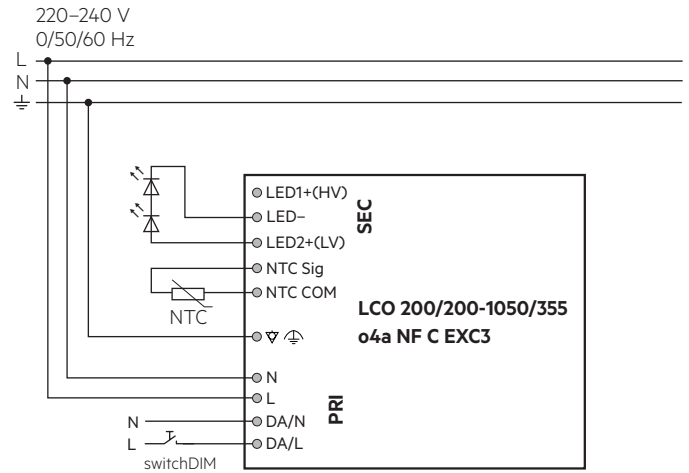 220–240 V
0/50/60 Hz
L
N
LED1+(HV)
LED–
LED2+(LV)
SEC
NTC Sig
NTC COM
NTC
LCO 200/200-1050/355
o4a NF C EXC3
N
L
PRI
N DA/N
L DA/L
switchDIM